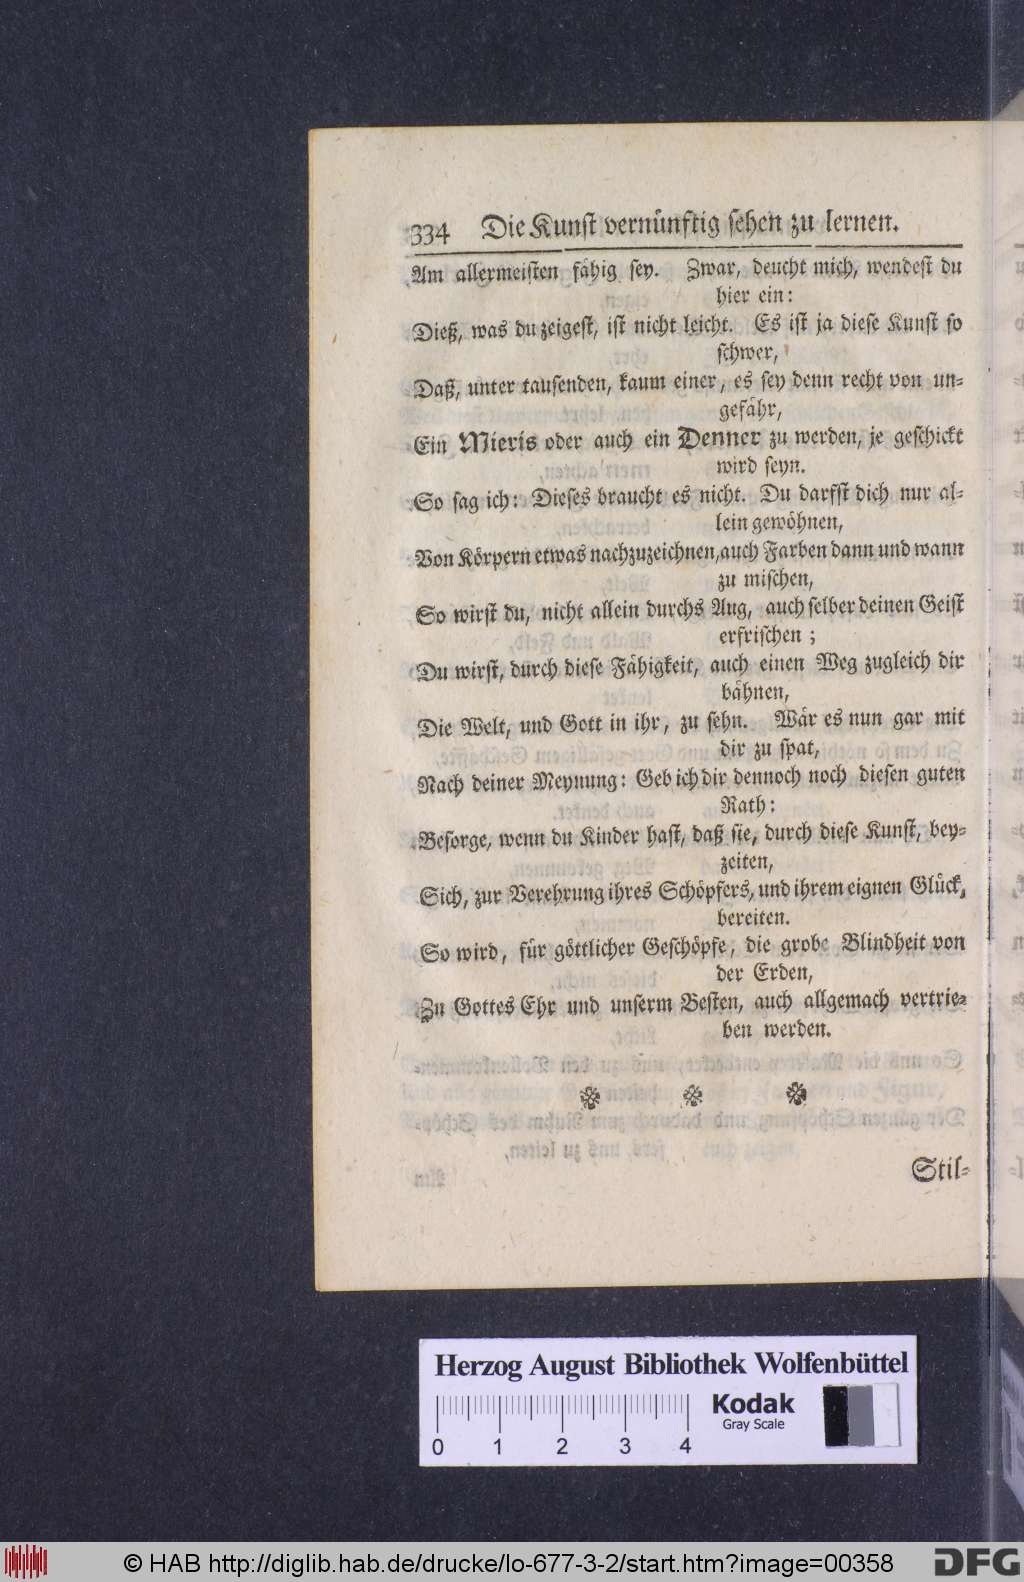 334 Die Kunst vernünftig sehen zu lernen.
Am allermeisten fähig sey. Zwar, deucht mich, wendest du
hier ein:
Dieß, was du zeigest, ist nicht leicht. Es ist ja diese Kunst so
schwer,
Daß, unter tausenden, kaum einer, es sey denn recht von un-
gefähr,
Ein Mieris oder auch ein Denner zu werden, je geschickt
wird seyn.
So sag ich: Dieses braucht es nicht. Du darfst dich nur al-
lein gewöhnen,
Von Körpern etwas nachzuzeichnen, auch Farben dann und wann
zu mischen,
So wirst du, nicht allein durchs Aug, auch selber deinen Geist
erfrischen;
Du wirst, durch diese Fähigkeit, auch einen Weg zugleich dir
bähnen,
Die Welt, und Gott in ihr, zu sehn. Wär es nun gar mit
dir zu spat,
Nach deiner Meynung: Geb ich dir dennoch noch diesen guten
Rath:
Besorge, wenn du Kinder hast, daß sie, durch diese Kunst, bey-
zeiten,
Sich, zur Verehrung ihres Schöpfers, und ihrem eignen Glück,
bereiten.
So wird, für göttlicher Geschöpfe, die grobe Blindheit von
der Erden,
Zu Gottes Ehr und unserm Besten, auch allgemach vertrie-
ben werden.
Stil-
Herzog August Bibliothek Wolfenbüttel
Kodak
Gray Scale
0 1 2 3 4
© HAB http://diglib.hab.de/drucke/lo-677-3-2/start.htm?image=00358
DFG